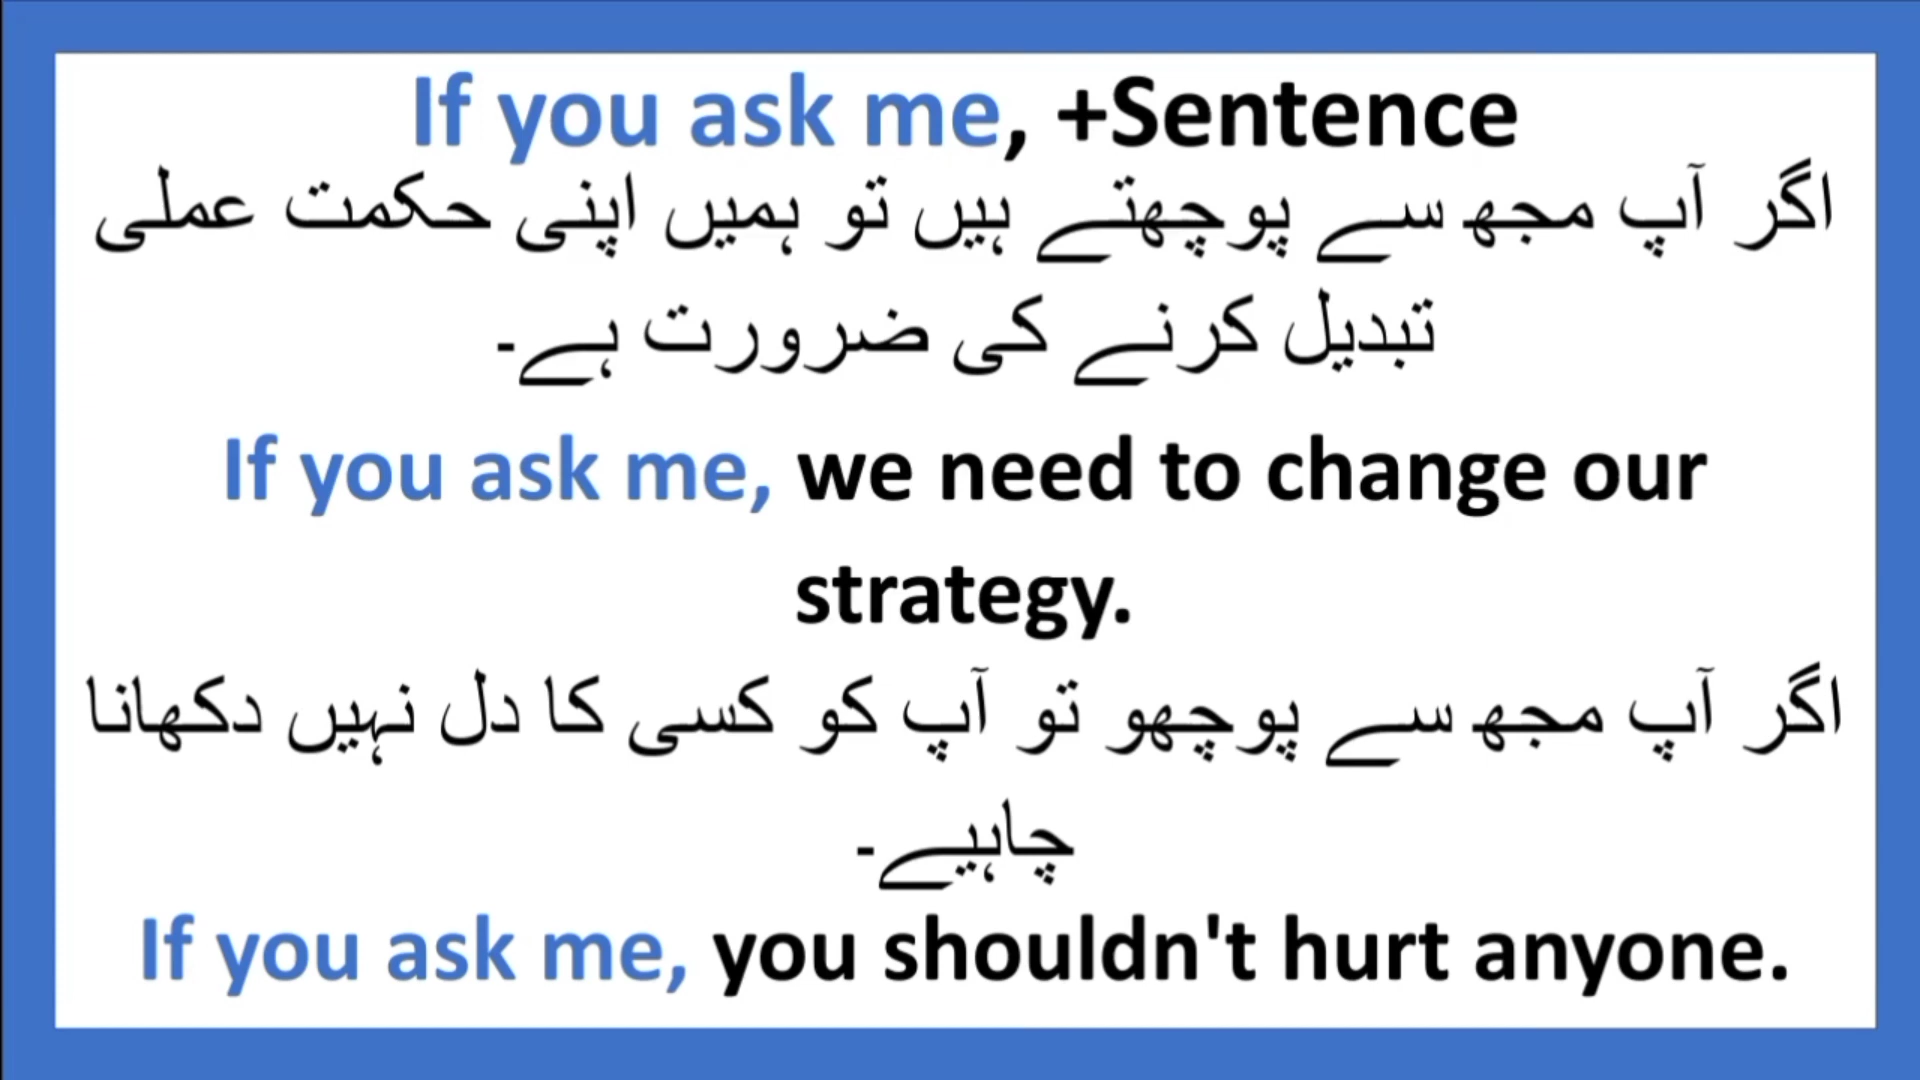 If you ask me, +Sentence
اگر آپ مجھ سے پوچھتے ہیں تو ہمیں اپنی حکمت عملی
تبدیل کرنے کی ضرورت ہے۔
If you ask me, we need to change our
strategy.
اگر آپ مجھ سے پوچھو تو آپ کو کسی کا دل نہیں دکھانا
چاہیے۔
If you ask me, you shouldn't hurt anyone.